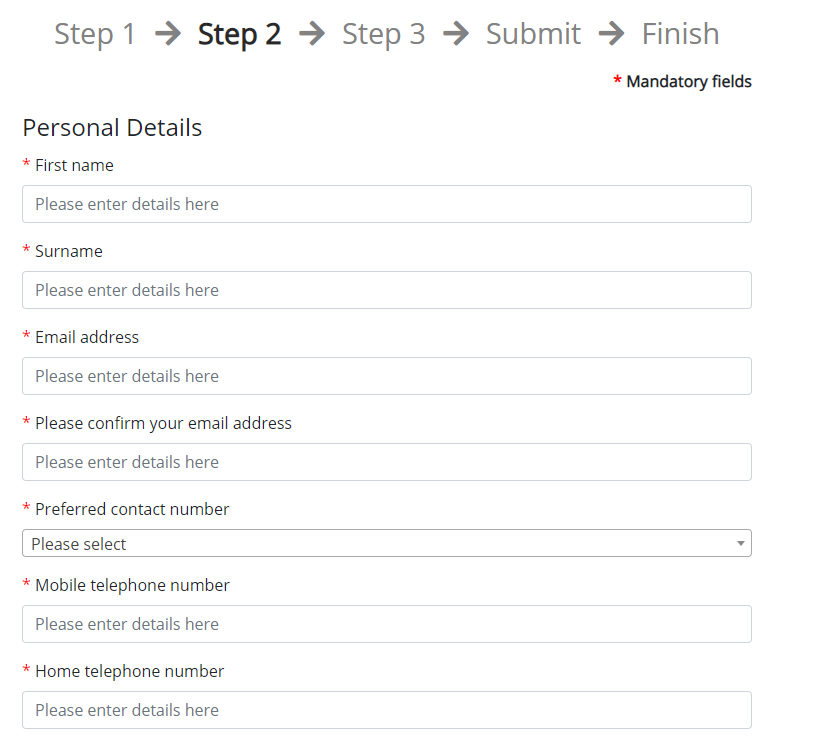 Step 1 → Step 2 → Step 3 → Submit → Finish
* Mandatory fields
Personal Details
* First name
Please enter details here
* Surname
Please enter details here
* Email address
Please enter details here
* Please confirm your email address
Please enter details here
* Preferred contact number
Please select
* Mobile telephone number
Please enter details here
* Home telephone number
Please enter details here